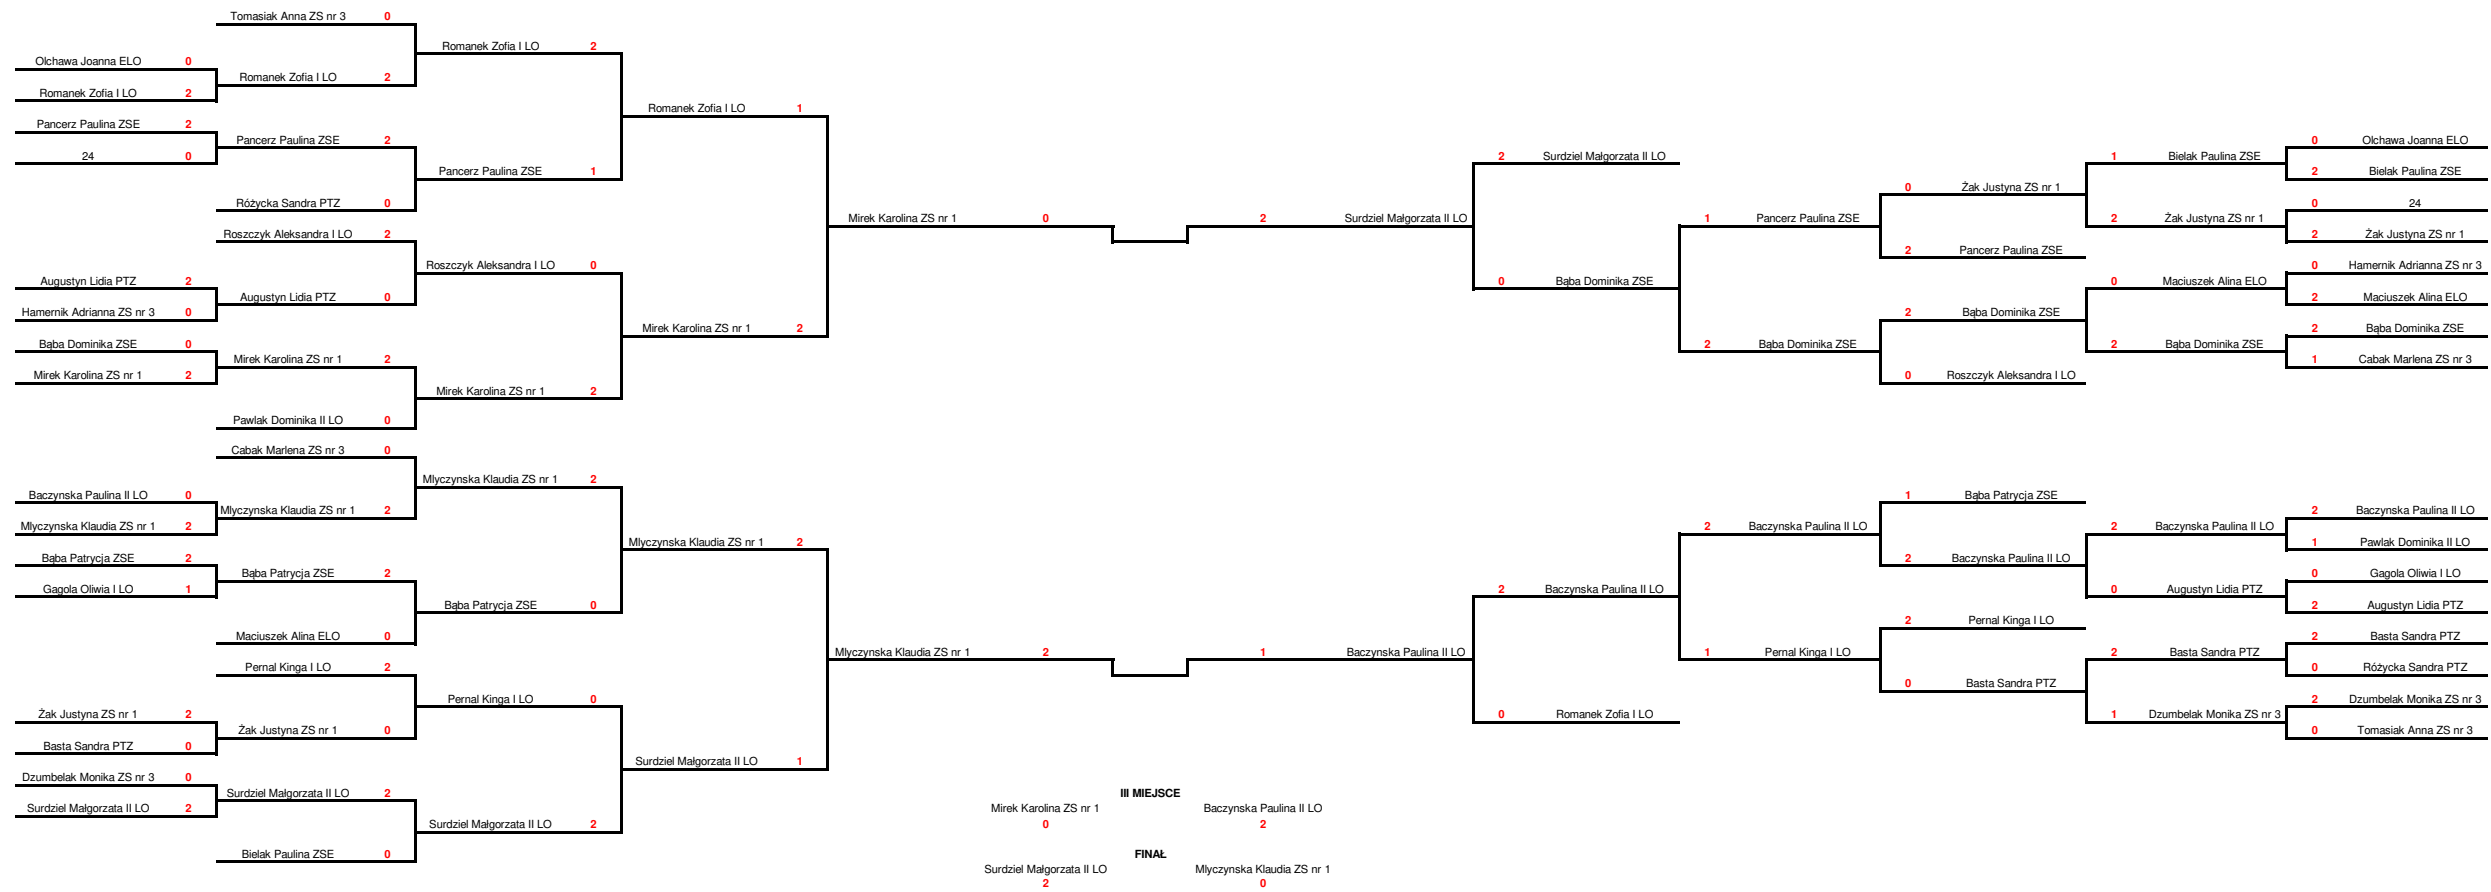 Tomasiak Anna ZS nr 3 0
Romanek Zofia I LO 2
Olchawa Joanna ELO 0
Romanek Zofia I LO 2
Romanek Zofia I LO 2
Pancerz Paulina ZSE 2
24 0
Pancerz Paulina ZSE 2
Pancerz Paulina ZSE 1
Różycka Sandra PTZ 0
Romanek Zofia I LO 1
Roszczyk Aleksandra I LO 2
Roszczyk Aleksandra I LO 0
Augustyn Lidia PTZ 2
Hamernik Adrianna ZS nr 3 0
Augustyn Lidia PTZ 0
Mirek Karolina ZS nr 1 2
Bąba Dominika ZSE 0
Mirek Karolina ZS nr 1 2
Mirek Karolina ZS nr 1 2
Mirek Karolina ZS nr 1 2
Pawlak Dominika II LO 0
Mirek Karolina ZS nr 1 0
Cabak Marlena ZS nr 3 0
Mlyczynska Klaudia ZS nr 1 2
Baczynska Paulina II LO 0
Mlyczynska Klaudia ZS nr 1 2
Mlyczynska Klaudia ZS nr 1 2
Mlyczynska Klaudia ZS nr 1 2
Bąba Patrycja ZSE 2
Gagola Oliwia I LO 1
Bąba Patrycja ZSE 2
Bąba Patrycja ZSE 0
Maciuszek Alina ELO 0
Mlyczynska Klaudia ZS nr 1 2
Pernal Kinga I LO 2
Pernal Kinga I LO 0
Żak Justyna ZS nr 1 2
Basta Sandra PTZ 0
Żak Justyna ZS nr 1 0
Surdziel Małgorzata II LO 1
Dzumbelak Monika ZS nr 3 0
Surdziel Małgorzata II LO 2
Surdziel Małgorzata II LO 2
Surdziel Małgorzata II LO 2
Bielak Paulina ZSE 0
2 Surdziel Małgorzata II LO
2 Surdziel Małgorzata II LO
0 Bąba Dominika ZSE
1 Pancerz Paulina ZSE
2 Bąba Dominika ZSE
0 Żak Justyna ZS nr 1
2 Pancerz Paulina ZSE
2 Bąba Dominika ZSE
0 Roszczyk Aleksandra I LO
1 Bielak Paulina ZSE
2 Żak Justyna ZS nr 1
0 Maciuszek Alina ELO
2 Bąba Dominika ZSE
0 Olchawa Joanna ELO
2 Bielak Paulina ZSE
0 24
2 Żak Justyna ZS nr 1
0 Hamernik Adrianna ZS nr 3
2 Maciuszek Alina ELO
2 Bąba Dominika ZSE
1 Cabak Marlena ZS nr 3
1 Baczynska Paulina II LO
2 Baczynska Paulina II LO
0 Romanek Zofia I LO
2 Baczynska Paulina II LO
1 Pernal Kinga I LO
1 Bąba Patrycja ZSE
2 Baczynska Paulina II LO
2 Pernal Kinga I LO
0 Basta Sandra PTZ
2 Baczynska Paulina II LO
0 Augustyn Lidia PTZ
2 Basta Sandra PTZ
1 Dzumbelak Monika ZS nr 3
2 Baczynska Paulina II LO
1 Pawlak Dominika II LO
0 Gagola Oliwia I LO
2 Augustyn Lidia PTZ
2 Basta Sandra PTZ
0 Różycka Sandra PTZ
2 Dzumbelak Monika ZS nr 3
0 Tomasiak Anna ZS nr 3
III MIEJSCE
Mirek Karolina ZS nr 1 Baczynska Paulina II LO
0 2
FINAŁ
Surdziel Małgorzata II LO Mlyczynska Klaudia ZS nr 1
2 0